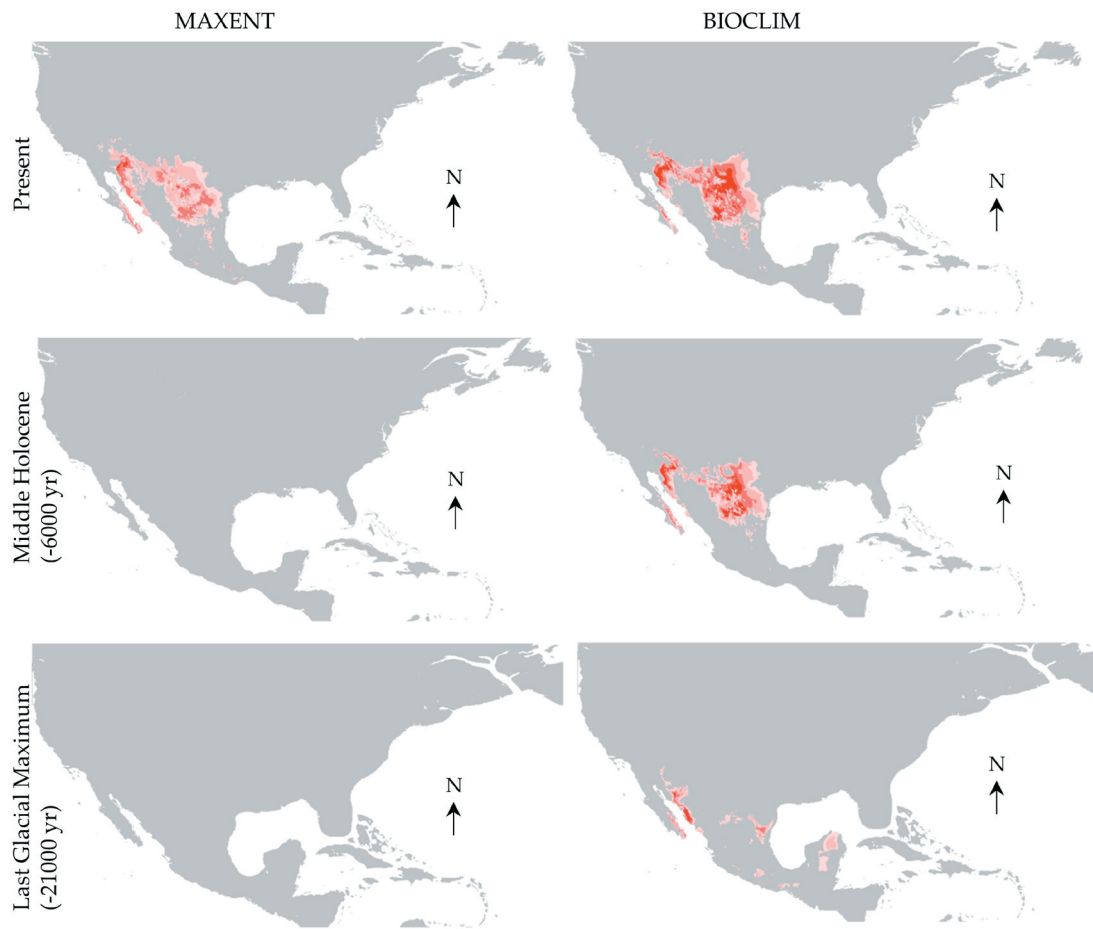 MAXENT
BIOCLIM
Present
N
N
Middle Holocene
(-6000 yr)
N
N
Last Glacial Maximum
(-21000 yr)
N
N